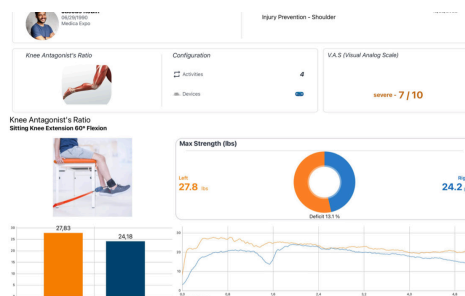 06/29/1990
Medica Expo
Injury Prevention - Shoulder
Knee Antagonist's Ratio
Configuration
Activities
4
Devices
V.A.S (Visual Analog Scale)
severe - 7 / 10
Knee Antagonist's Ratio
Sitting Knee Extension 60º Flexion
Max Strength (lbs)
Left
27.8 lbs
24.2
Deficit 13.1 %
27,83
24,18